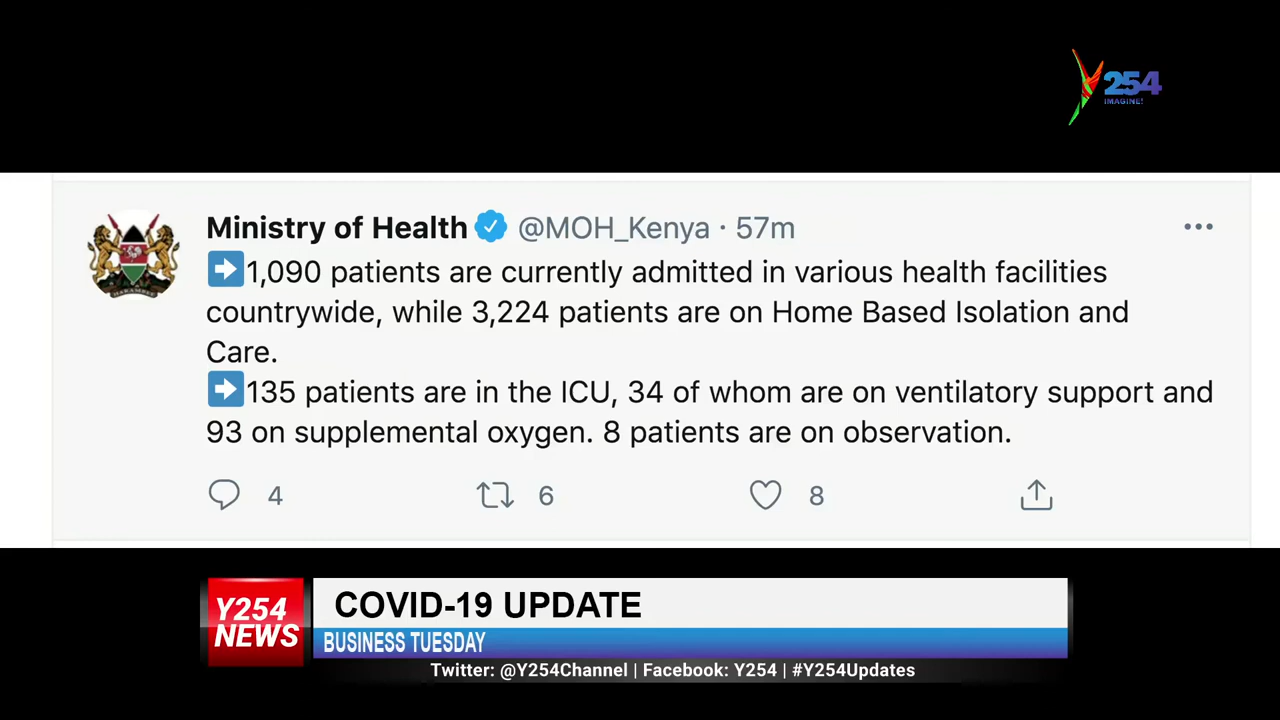 254
IMAGINE!
Ministry of Health @MOH_Kenya · 57m
➡1,090 patients are currently admitted in various health facilities
countrywide, while 3,224 patients are on Home Based Isolation and
Care.
➡135 patients are in the ICU, 34 of whom are on ventilatory support and
93 on supplemental oxygen. 8 patients are on observation.
4 6 8
Y254
NEWS
COVID-19 UPDATE
BUSINESS TUESDAY
Twitter: @Y254Channel | Facebook: Y254 | #Y254Updates